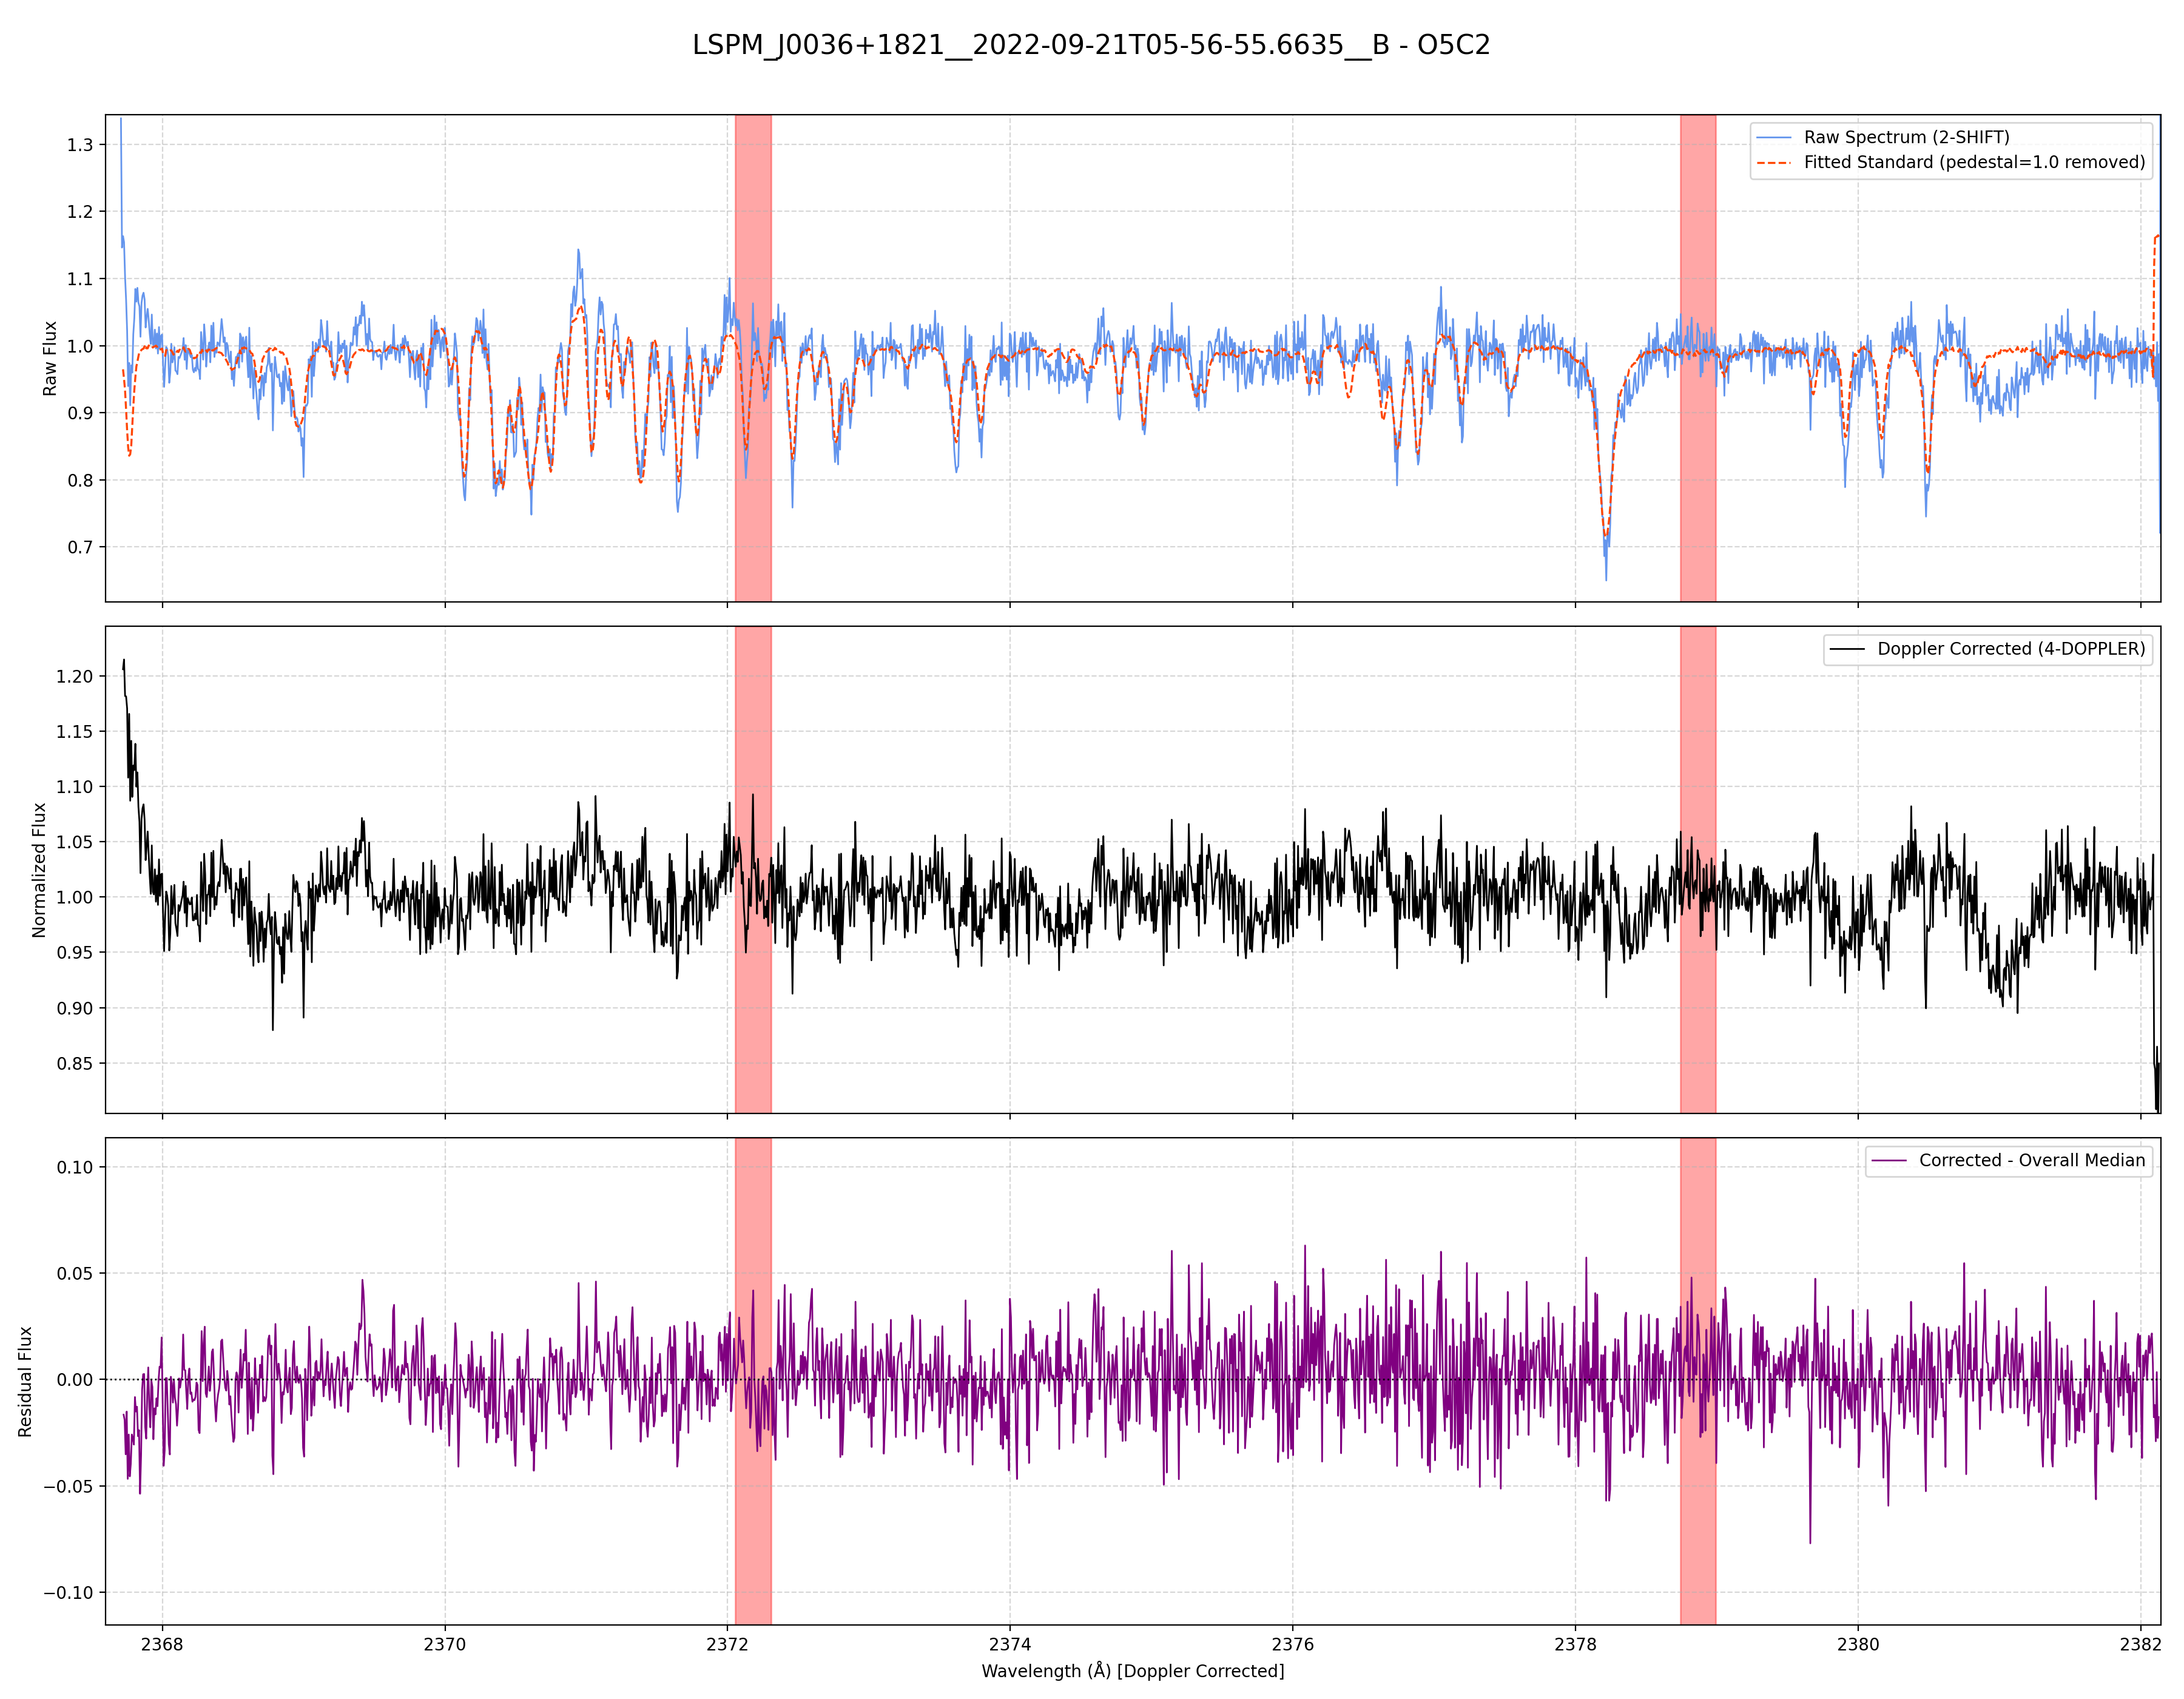 LSPM_J0036+1821__2022-09-21T05-56-55.6635__B - O5C2
Raw Flux
1.3
1.2
1.1
1.0
0.9
0.8
0.7
Raw Spectrum (2-SHIFT)
Fitted Standard (pedestal=1.0 removed)
Normalized Flux
1.20
1.15
1.10
1.05
1.00
0.95
0.90
0.85
Doppler Corrected (4-DOPPLER)
Residual Flux
0.10
0.05
0.00
−0.05
−0.10
Corrected - Overall Median
2368 2370 2372 2374 2376 2378 2380 2382
Wavelength (Å) [Doppler Corrected]